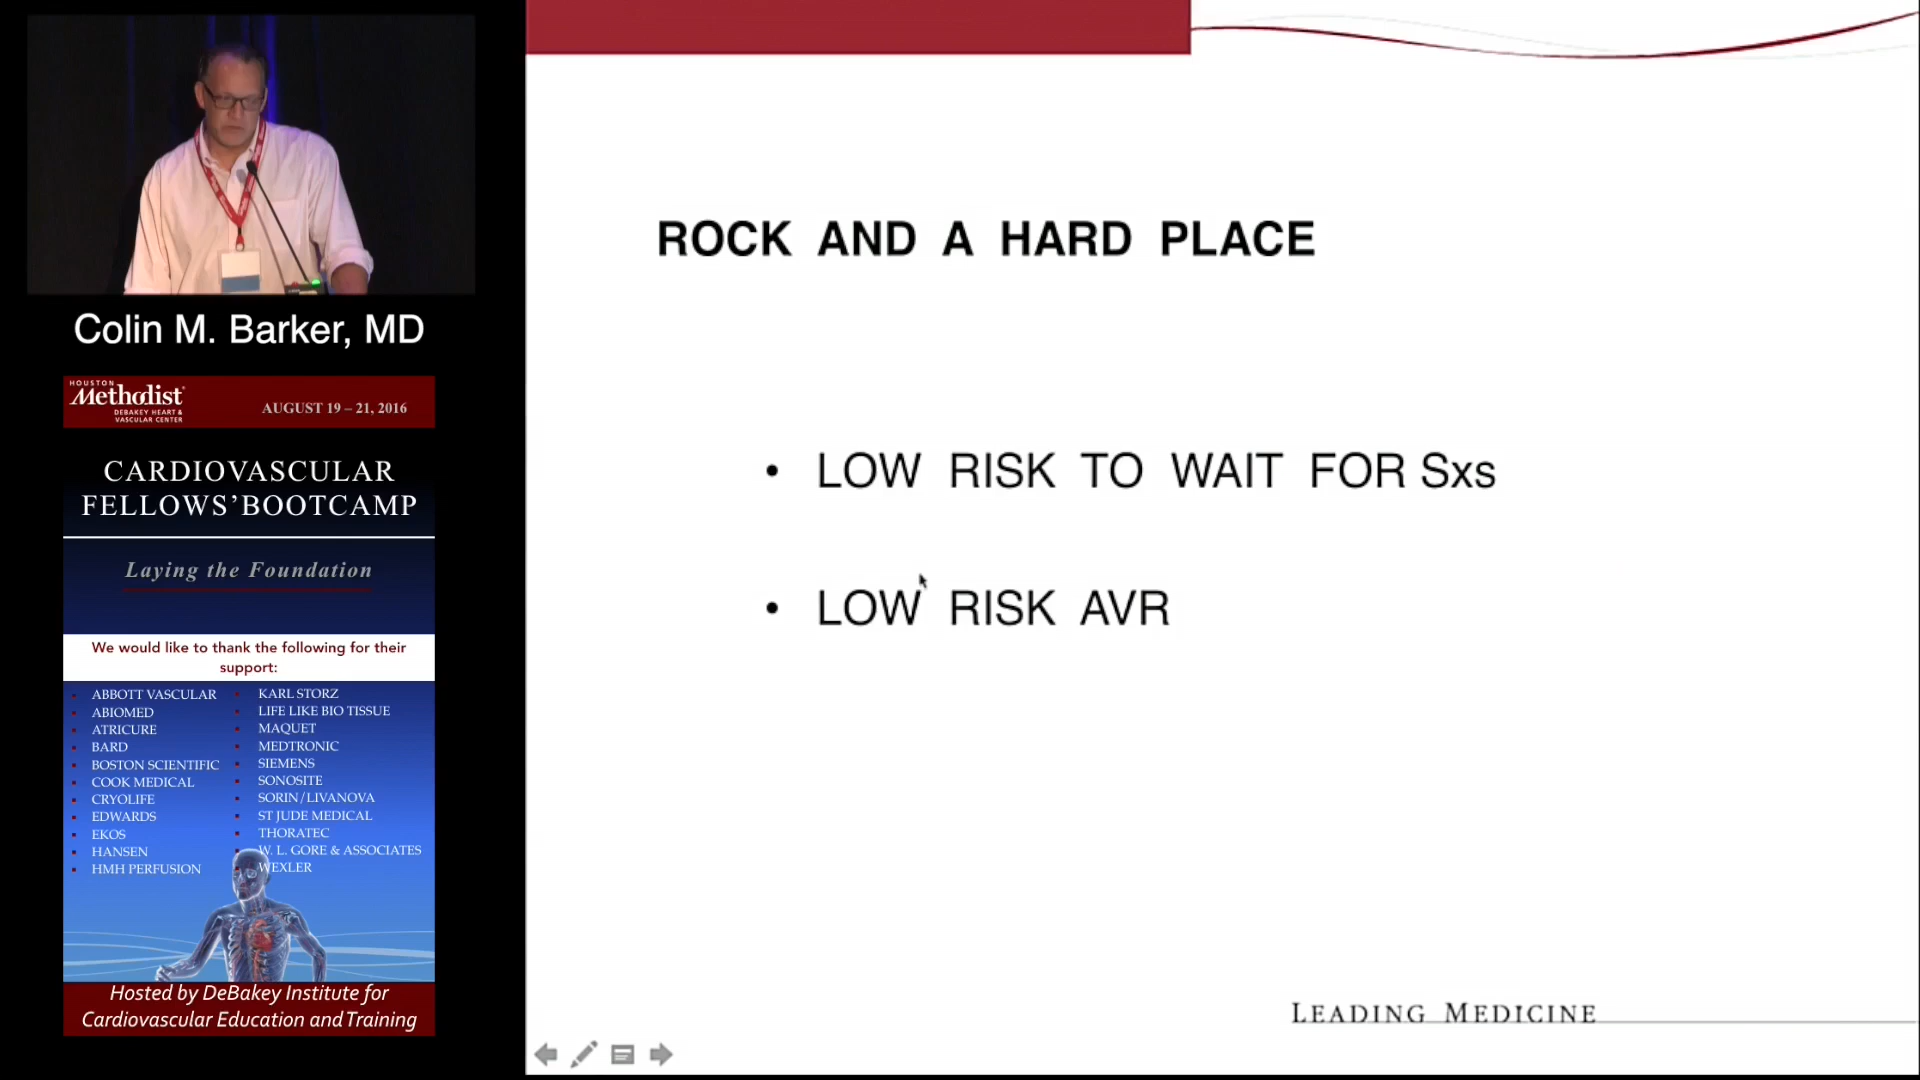 Colin M. Barker, MD
HOUSTON
Methodist
DEBAKEY HEART &
VASCULAR CENTER
AUGUST 19 – 21, 2016
CARDIOVASCULAR
FELLOWS' BOOTCAMP
Laying the Foundation
We would like to thank the following for their
support:
ABBOTT VASCULAR
ABIOMED
ATRICURE
BARD
BOSTON SCIENTIFIC
COOK MEDICAL
CRYOLIFE
EDWARDS
EKOS
HANSEN
HMH PERFUSION
KARL STORZ
LIFE LIKE BIO TISSUE
MAQUET
MEDTRONIC
SIEMENS
SONOSITE
SORIN/LIVANOVA
ST JUDE MEDICAL
THORATEC
W. L. GORE & ASSOCIATES
WEXLER
Hosted by DeBakey Institute for
Cardiovascular Education and Training
ROCK AND A HARD PLACE
• LOW RISK TO WAIT FOR Sxs
• LOW RISK AVR
LEADING MEDICINE